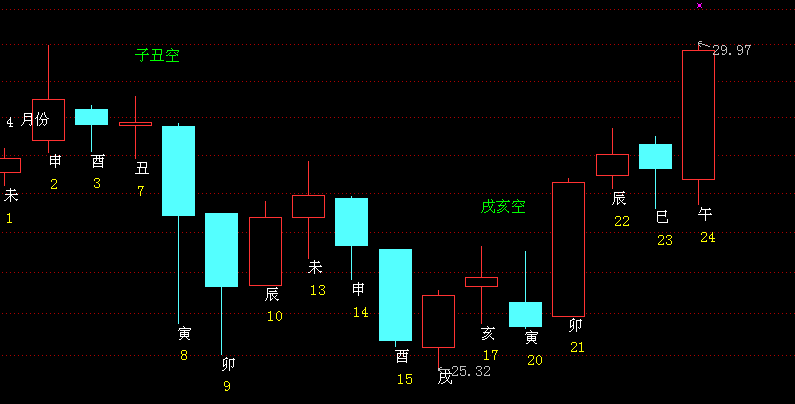 子丑空
29.97
4 月份
申
2
酉
3
丑
7
未
1
戌亥空
辰
22
巳
23
午
24
未
13
申
14
辰
10
寅
8
卯
9
酉
15
戌
25.32
亥
17
寅
20
卯
21